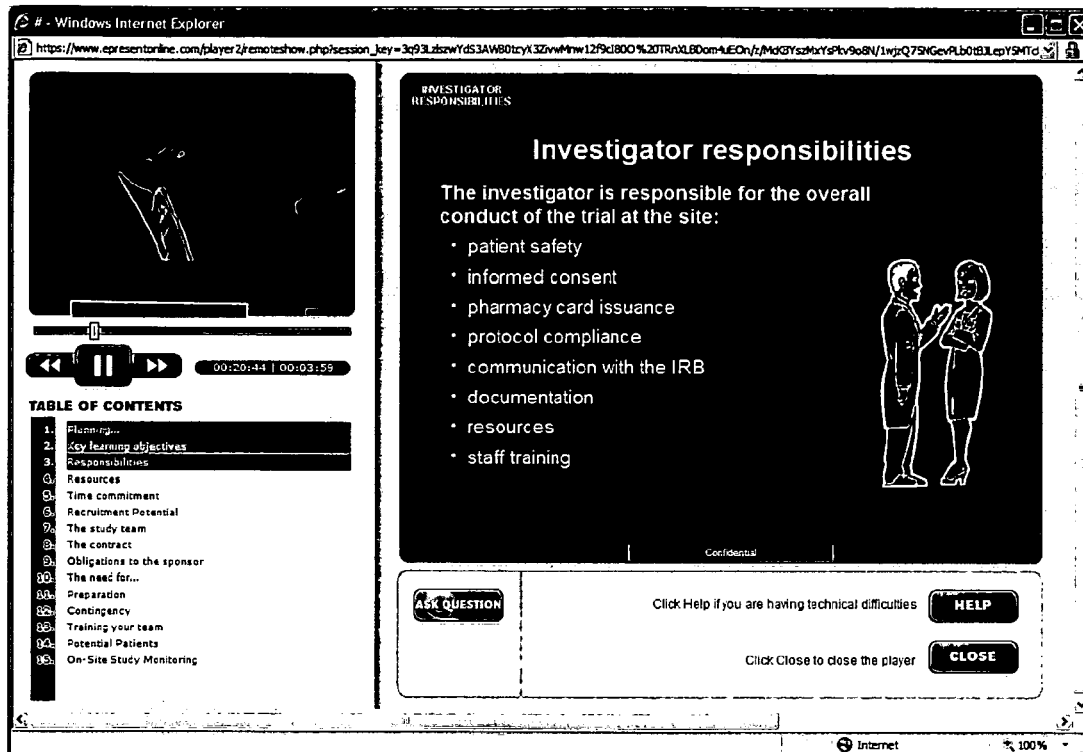 # - Windows Internet Explorer
INVESTIGATOR
RESPONSIBILITIES
Investigator responsibilities
The investigator is responsible for the overall
conduct of the trial at the site:
• patient safety
• informed consent
• pharmacy card issuance
• protocol compliance
• communication with the IRB
• documentation
• resources
• staff training
Confidential
00:20:44 | 00:03:59
TABLE OF CONTENTS
1. Planning...
2. Key learning objectives
3. Responsibilities
4. Resources
5. Time commitment
6. Recruitment Potential
7. The study team
8. The contract
9. Obligations to the sponsor
10. The need for...
11. Preparation
12. Contingency
13. Training your team
14. Potential Patients
15. On-Site Study Monitoring
ASK QUESTION
Click Help if you are having technical difficulties HELP
Click Close to close the player CLOSE
Internet 100%